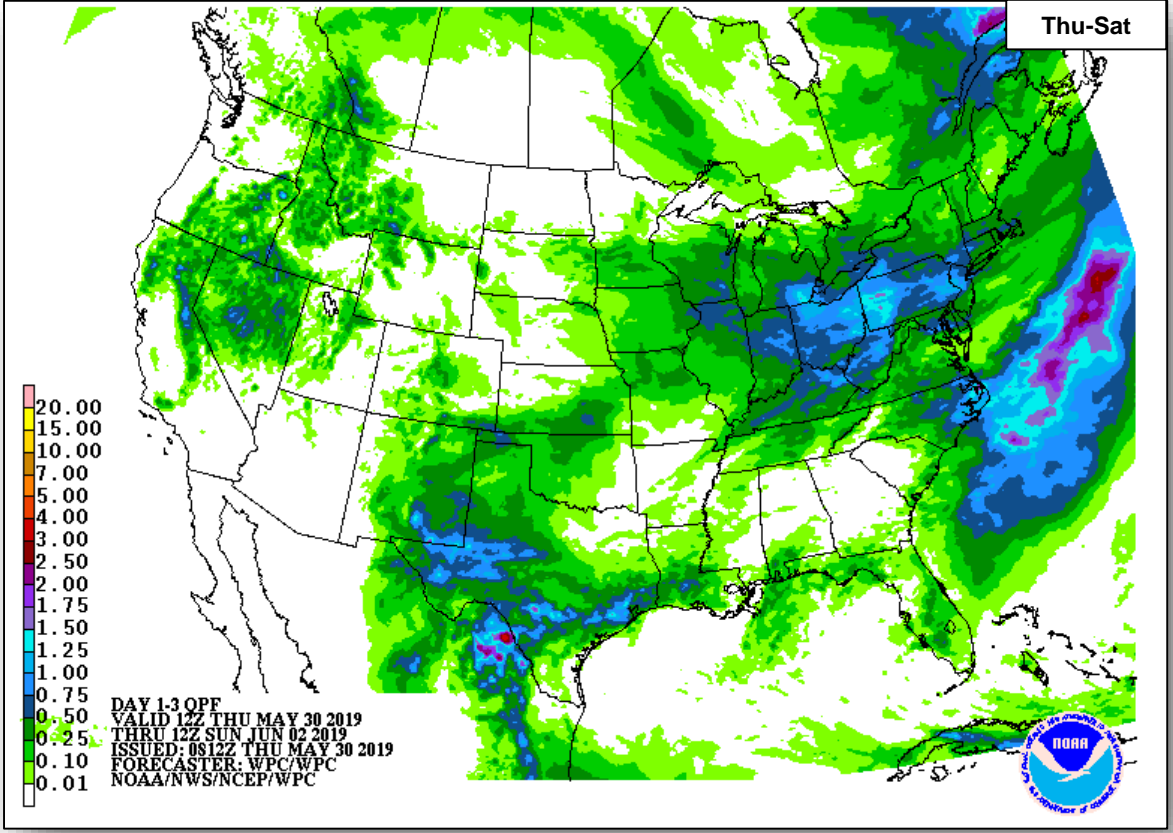 Thu-Sat
20.00
15.00
10.00
7.00
5.00
4.00
3.00
2.50
2.00
1.75
1.50
1.25
1.00
0.75
0.50
0.25
0.10
0.01
DAY 1-3 QPF
VALID 12Z THU MAY 30 2019
THRU 12Z SUN JUN 02 2019
ISSUED: 0812Z THU MAY 30 2019
FORECASTER: WPC/WPC
NOAA/NWS/NCEP/WPC
NOAA